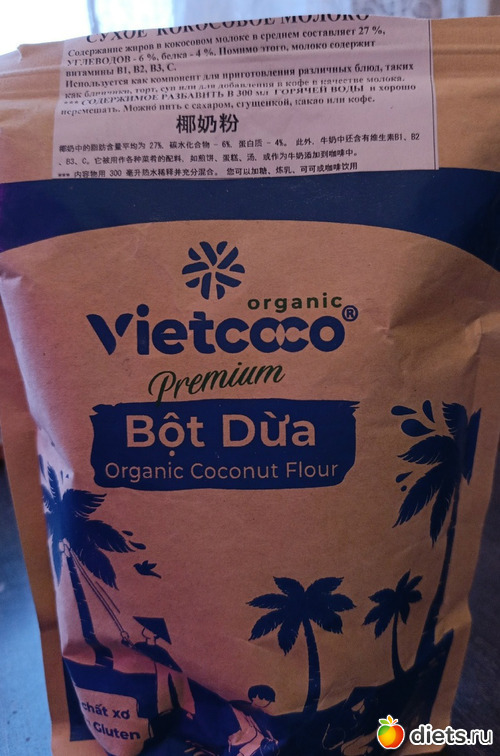 СУХОЕ КОКОСОВОЕ МОЛОКО
Содержание жиров в кокосовом молоке в среднем составляет 27 %,
УГЛЕВОДОВ - 6 %, белка - 4 %. Помимо этого, молоко содержит
витамины B1, B2, B3, C.
Используется как компонент для приготовления различных блюд, таких
как блинчики, торт, суп или для добавления в кофе в качестве молока.
*** СОДЕРЖИМОЕ РАЗБАВИТЬ В 300 мл ГОРЯЧЕЙ ВОДЫ и хорошо
перемешать. Можно пить с сахаром, сгущенкой, какао или кофе.
椰奶粉
椰奶中的脂肪含量平均为 27%, 碳水化合物 - 6%, 蛋白质 - 4%。 此外, 牛奶中还含有维生素B1、B2
、B3、C。它被用作各种菜肴的配料, 如煎饼、蛋糕、汤, 或作为牛奶添加到咖啡中。
*** 内容物用 300 毫升热水稀释并充分混合。 您可以加糖、炼乳、可可或咖啡饮用
organic
Vietcoco®
Premium
Bột Dừa
Organic Coconut Flour
chất xơ
Gluten
diets.ru